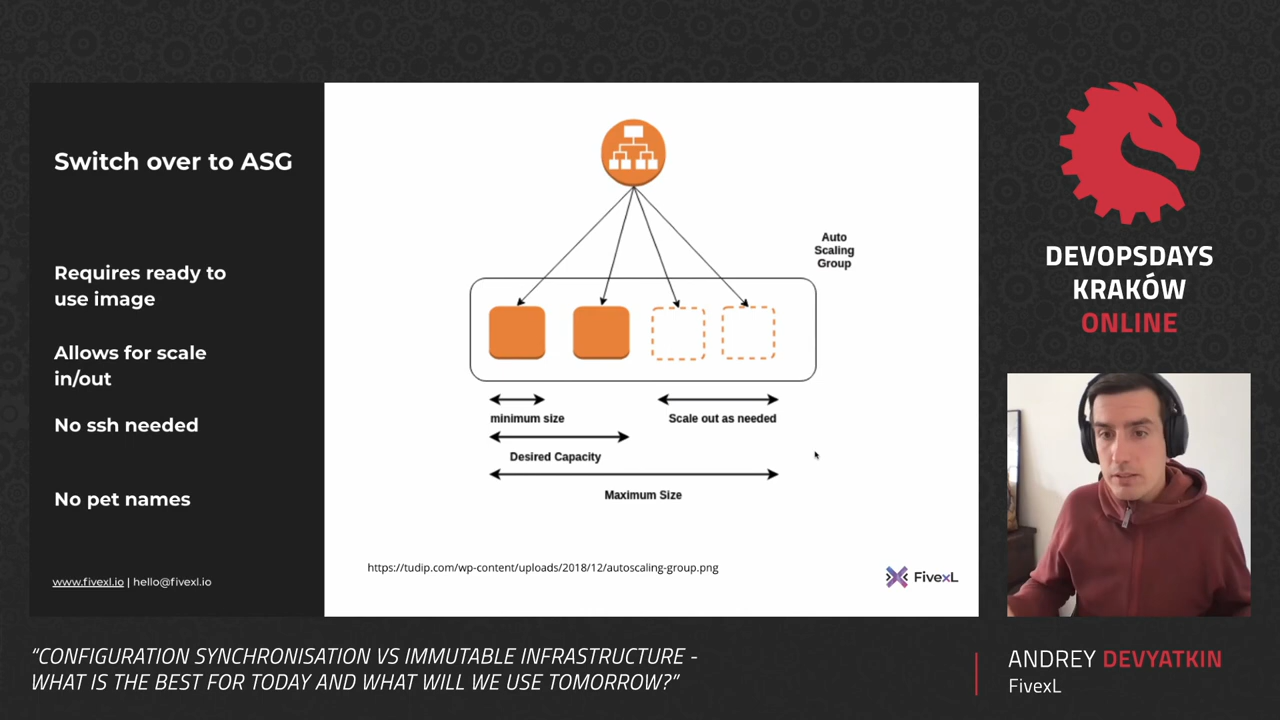 Switch over to ASG
Requires ready to
use image
Allows for scale
in/out
No ssh needed
No pet names
www.fivexl.io | hello@fivexl.io
Auto
Scaling
Group
minimum size
Scale out as needed
Desired Capacity
Maximum Size
https://tudip.com/wp-content/uploads/2018/12/autoscaling-group.png
FivexL
DEVOPSDAYS
KRAKÓW
ONLINE
“CONFIGURATION SYNCHRONISATION VS IMMUTABLE INFRASTRUCTURE -
WHAT IS THE BEST FOR TODAY AND WHAT WILL WE USE TOMORROW?”
ANDREY DEVYATKIN
FivexL